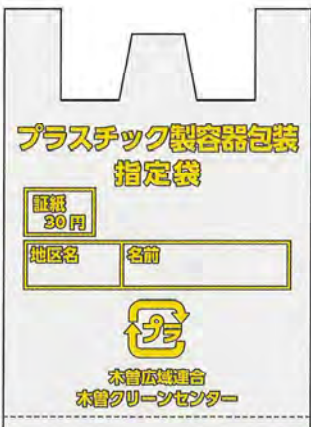 プラスチック製容器包装
指定袋
証紙
30円
地区名 名前
プラ
木曽広域連合
木曽クリーンセンター